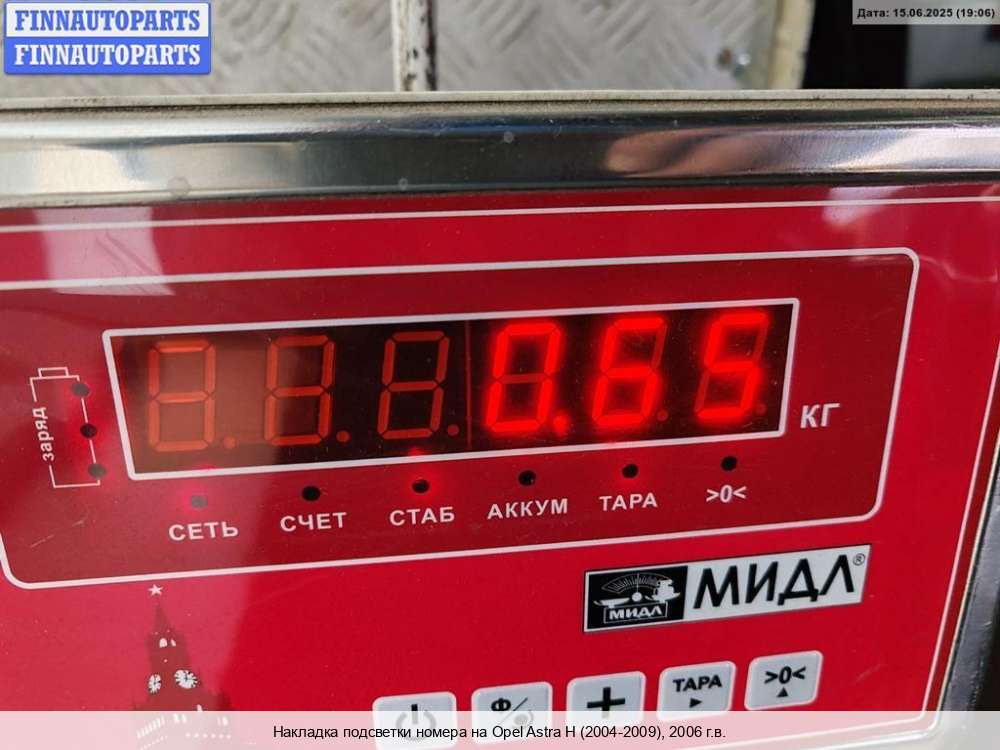 FINNAUTOPARTS
FINNAUTOPARTS
Дата: 15.06.2025 (19:06)
заряд
0.65
КГ
СЕТЬ СЧЕТ СТАБ АККУМ ТАРА >0<
МИДЛ МИДЛ®
Ф/ + ТАРА >0<
Накладка подсветки номера на Opel Astra H (2004-2009), 2006 г.в.